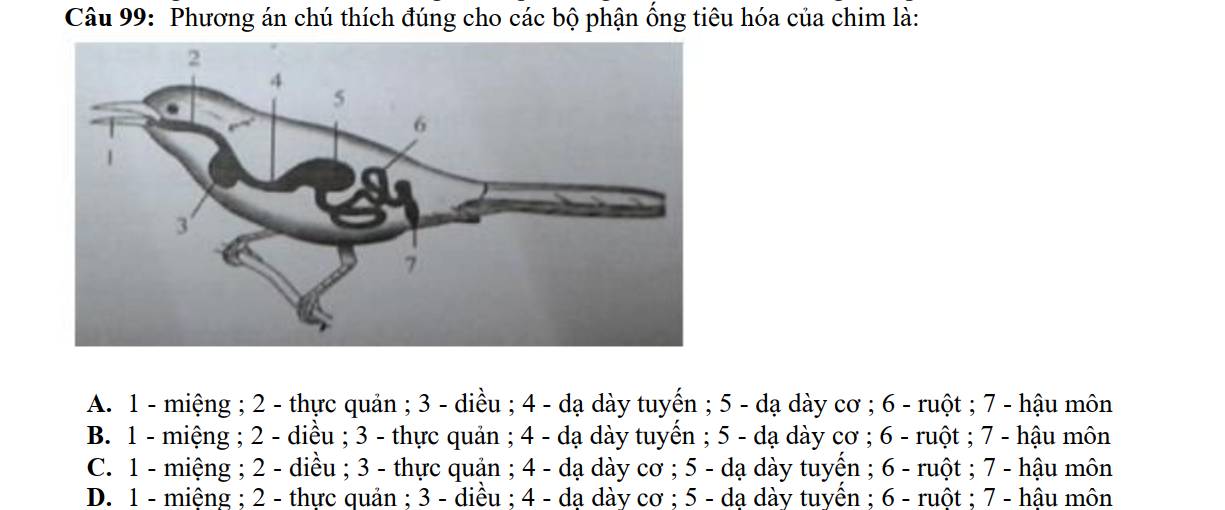 Câu 99: Phương án chú thích đúng cho các bộ phận ống tiêu hóa của chim là:
2
4
5
6
1
3
7
A. 1 - miệng ; 2 - thực quản ; 3 - diều ; 4 - dạ dày tuyến ; 5 - dạ dày cơ ; 6 - ruột ; 7 - hậu môn
B. 1 - miệng ; 2 - diều ; 3 - thực quản ; 4 - dạ dày tuyến ; 5 - dạ dày cơ ; 6 - ruột ; 7 - hậu môn
C. 1 - miệng ; 2 - diều ; 3 - thực quản ; 4 - dạ dày cơ ; 5 - dạ dày tuyến ; 6 - ruột ; 7 - hậu môn
D. 1 - miệng ; 2 - thực quản ; 3 - diều ; 4 - dạ dày cơ ; 5 - dạ dày tuyến ; 6 - ruột ; 7 - hậu môn